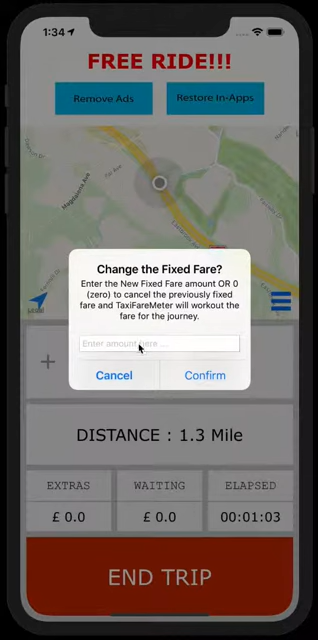 1:34
FREE RIDE!!!
Remove Ads
Restore In-Apps
Magdalena Ave
Change the Fixed Fare?
Enter the New Fixed Fare amount OR 0
(zero) to cancel the previously fixed
fare and TaxiFareMeter will workout the
fare for the journey.
Enter amount here ...
Cancel
Confirm
+
DISTANCE : 1.3 Mile
EXTRAS
WAITING
ELAPSED
£ 0.0
£ 0.0
00:01:03
END TRIP